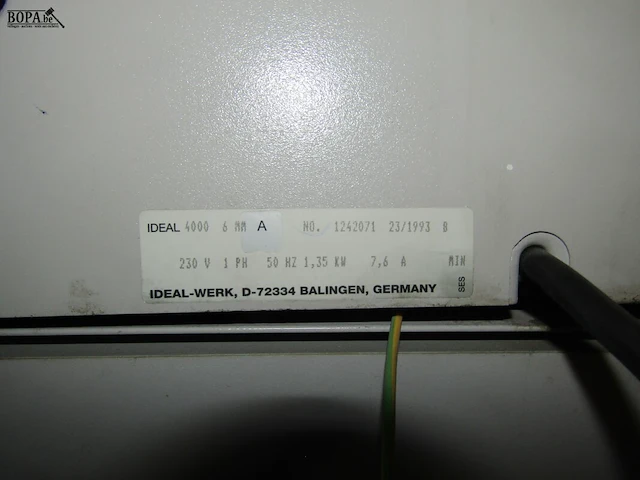 BOPA.be
IDEAL 4000 6 MM A NO. 1242071 23/1993 B
230 V 1 PH 50 HZ 1,35 KW 7,6 A MIN
IDEAL-WERK, D-72334 BALINGEN, GERMANY
SES